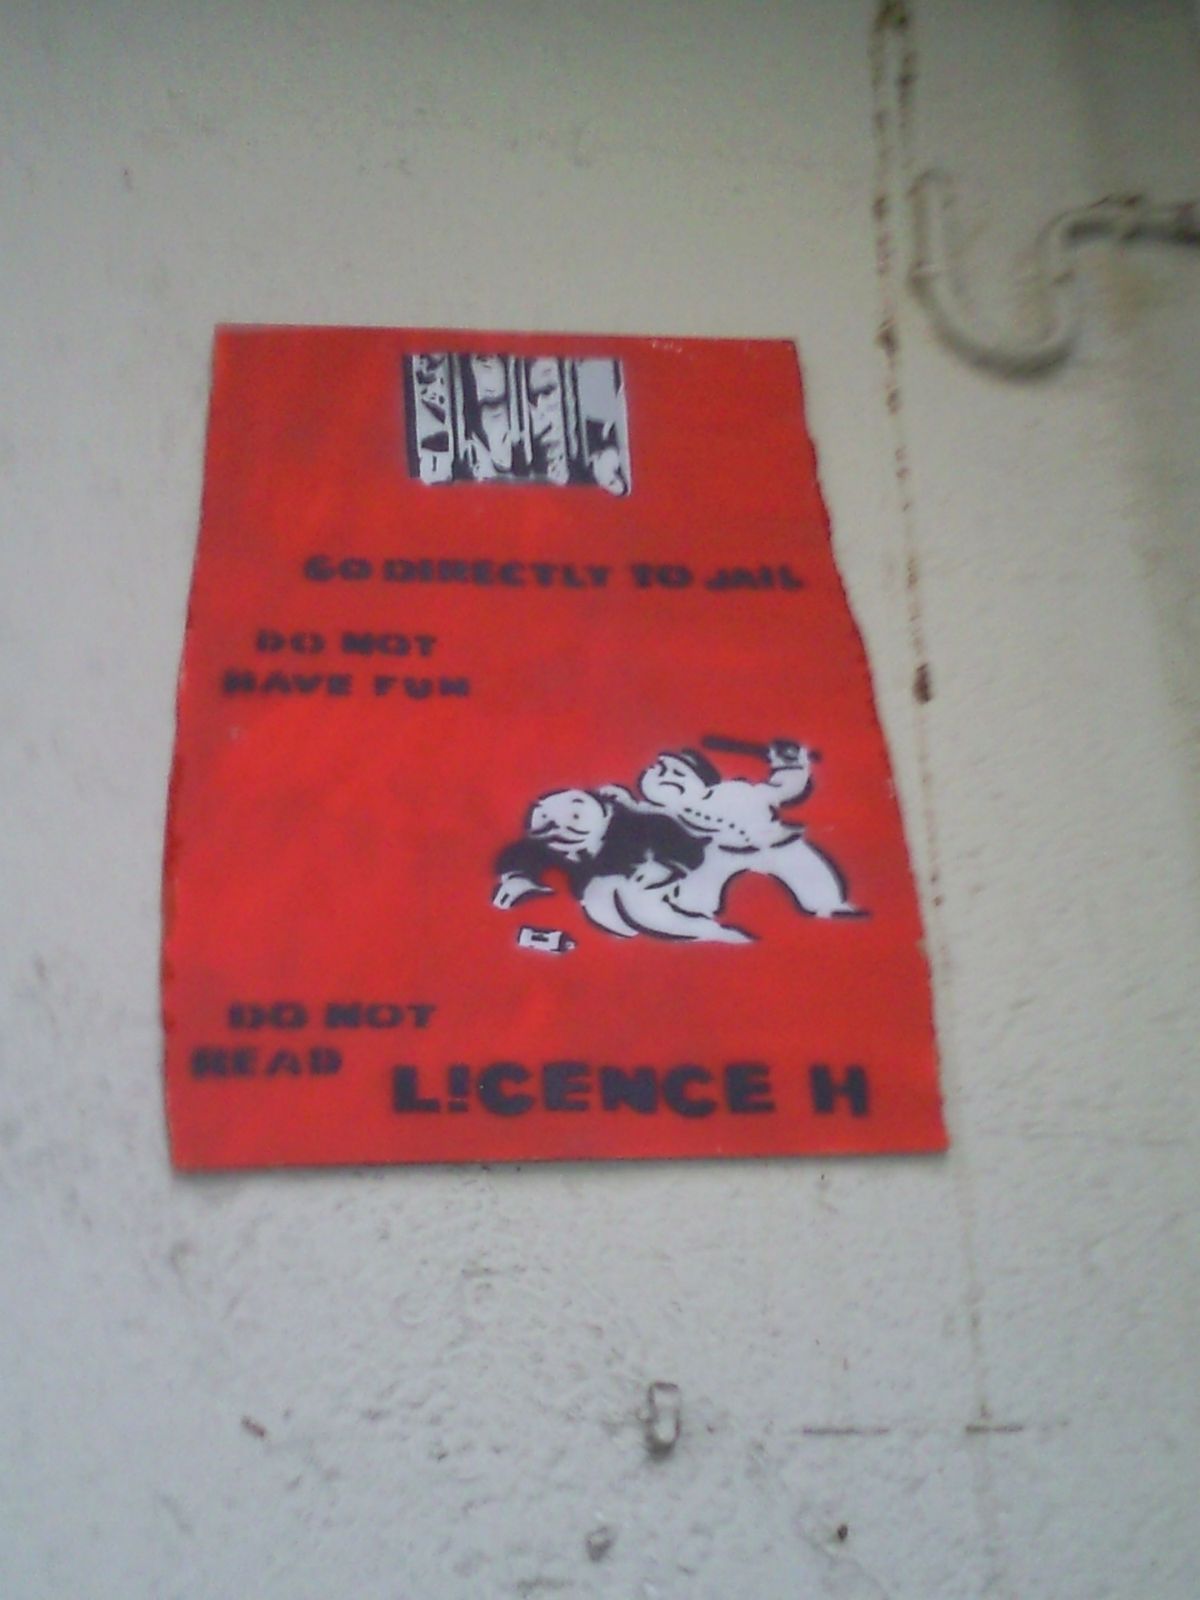 GO DIRECTLY TO JAIL
DO NOT
HAVE FUN
DO NOT
READ
L!CENCE H